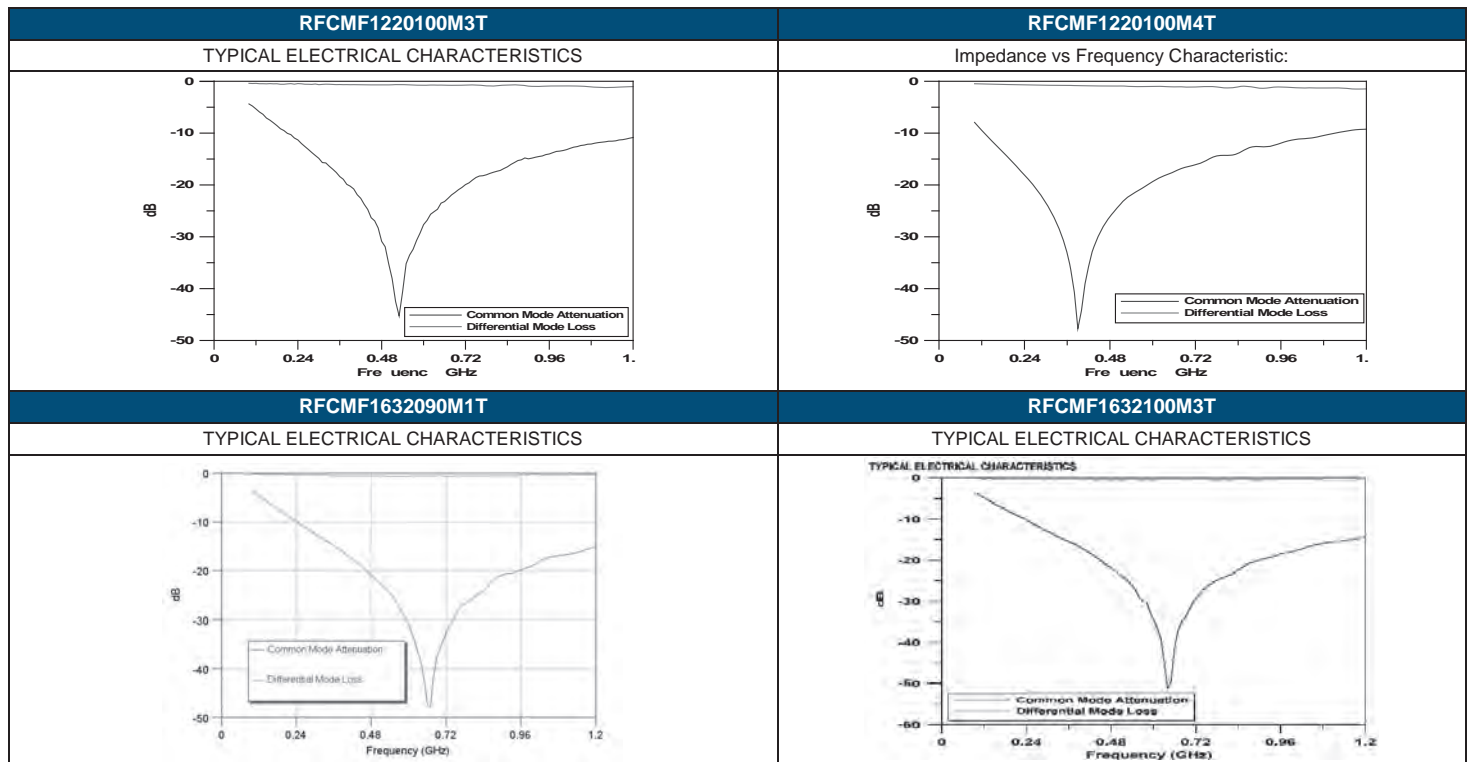 RFCMF1220100M3T
TYPICAL ELECTRICAL CHARACTERISTICS
0
-10
-20
-30
-40
-50
dB
Common Mode Attenuation
Differential Mode Loss
0 0.24 0.48 0.72 0.96 1.
Fre uenc GHz
RFCMF1220100M4T
Impedance vs Frequency Characteristic:
0
-10
-20
-30
-40
-50
dB
Common Mode Attenuation
Differential Mode Loss
0 0.24 0.48 0.72 0.96 1.
Fre uenc GHz
RFCMF1632090M1T
TYPICAL ELECTRICAL CHARACTERISTICS
0
-10
-20
-30
-40
-50
dB
Common Mode Attenuation
Differential Mode Loss
0 0.24 0.48 0.72 0.96 1.2
Frequency (GHz)
RFCMF1632100M3T
TYPICAL ELECTRICAL CHARACTERISTICS
TYPICAL ELECTRICAL CHARACTERISTICS
0
-10
-20
-30
-40
-50
-60
dB
Common Mode Attenuation
Differential Mode Loss
0 0.24 0.48 0.72 0.96 1.2
Frequency (GHz)